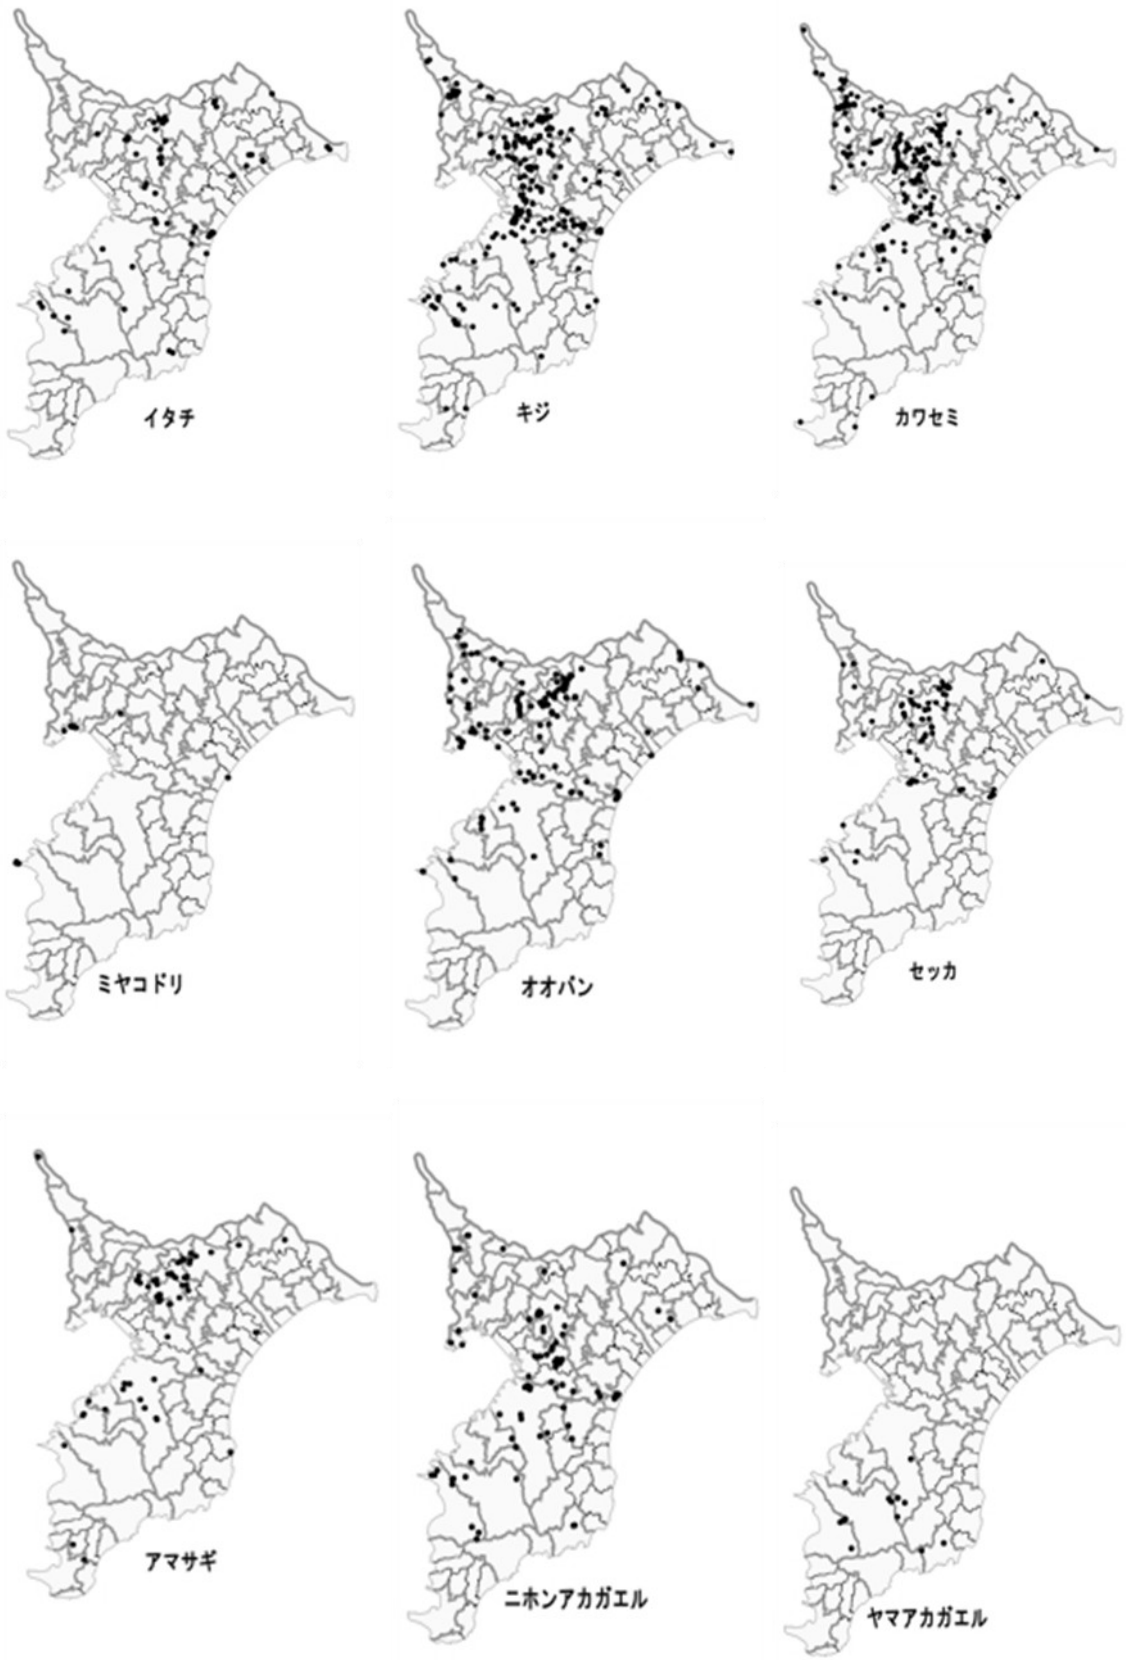 イタチ
キジ
カワセミ
ミヤコドリ
オオバン
セッカ
アマサギ
ニホンアカガエル
ヤマアカガエル